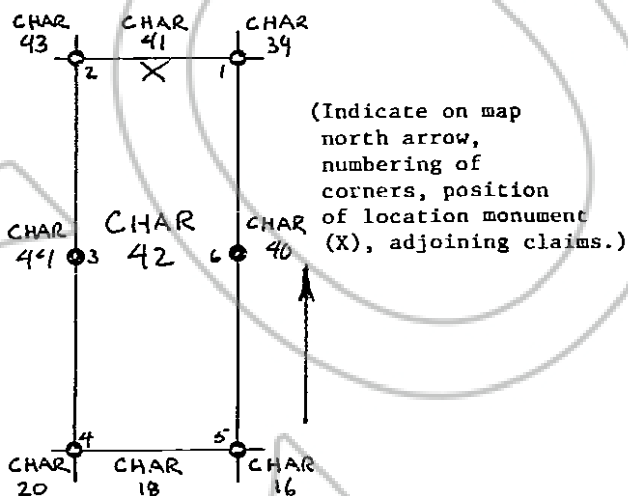 CHAR
43
CHAR
41
CHAR
39
2
X
1
(Indicate on map
north arrow,
numbering of
corners, position
of location monument
(X), adjoining claims.)
CHAR
44
3
CHAR
42
6
CHAR
40
4
5
CHAR
20
CHAR
18
CHAR
16